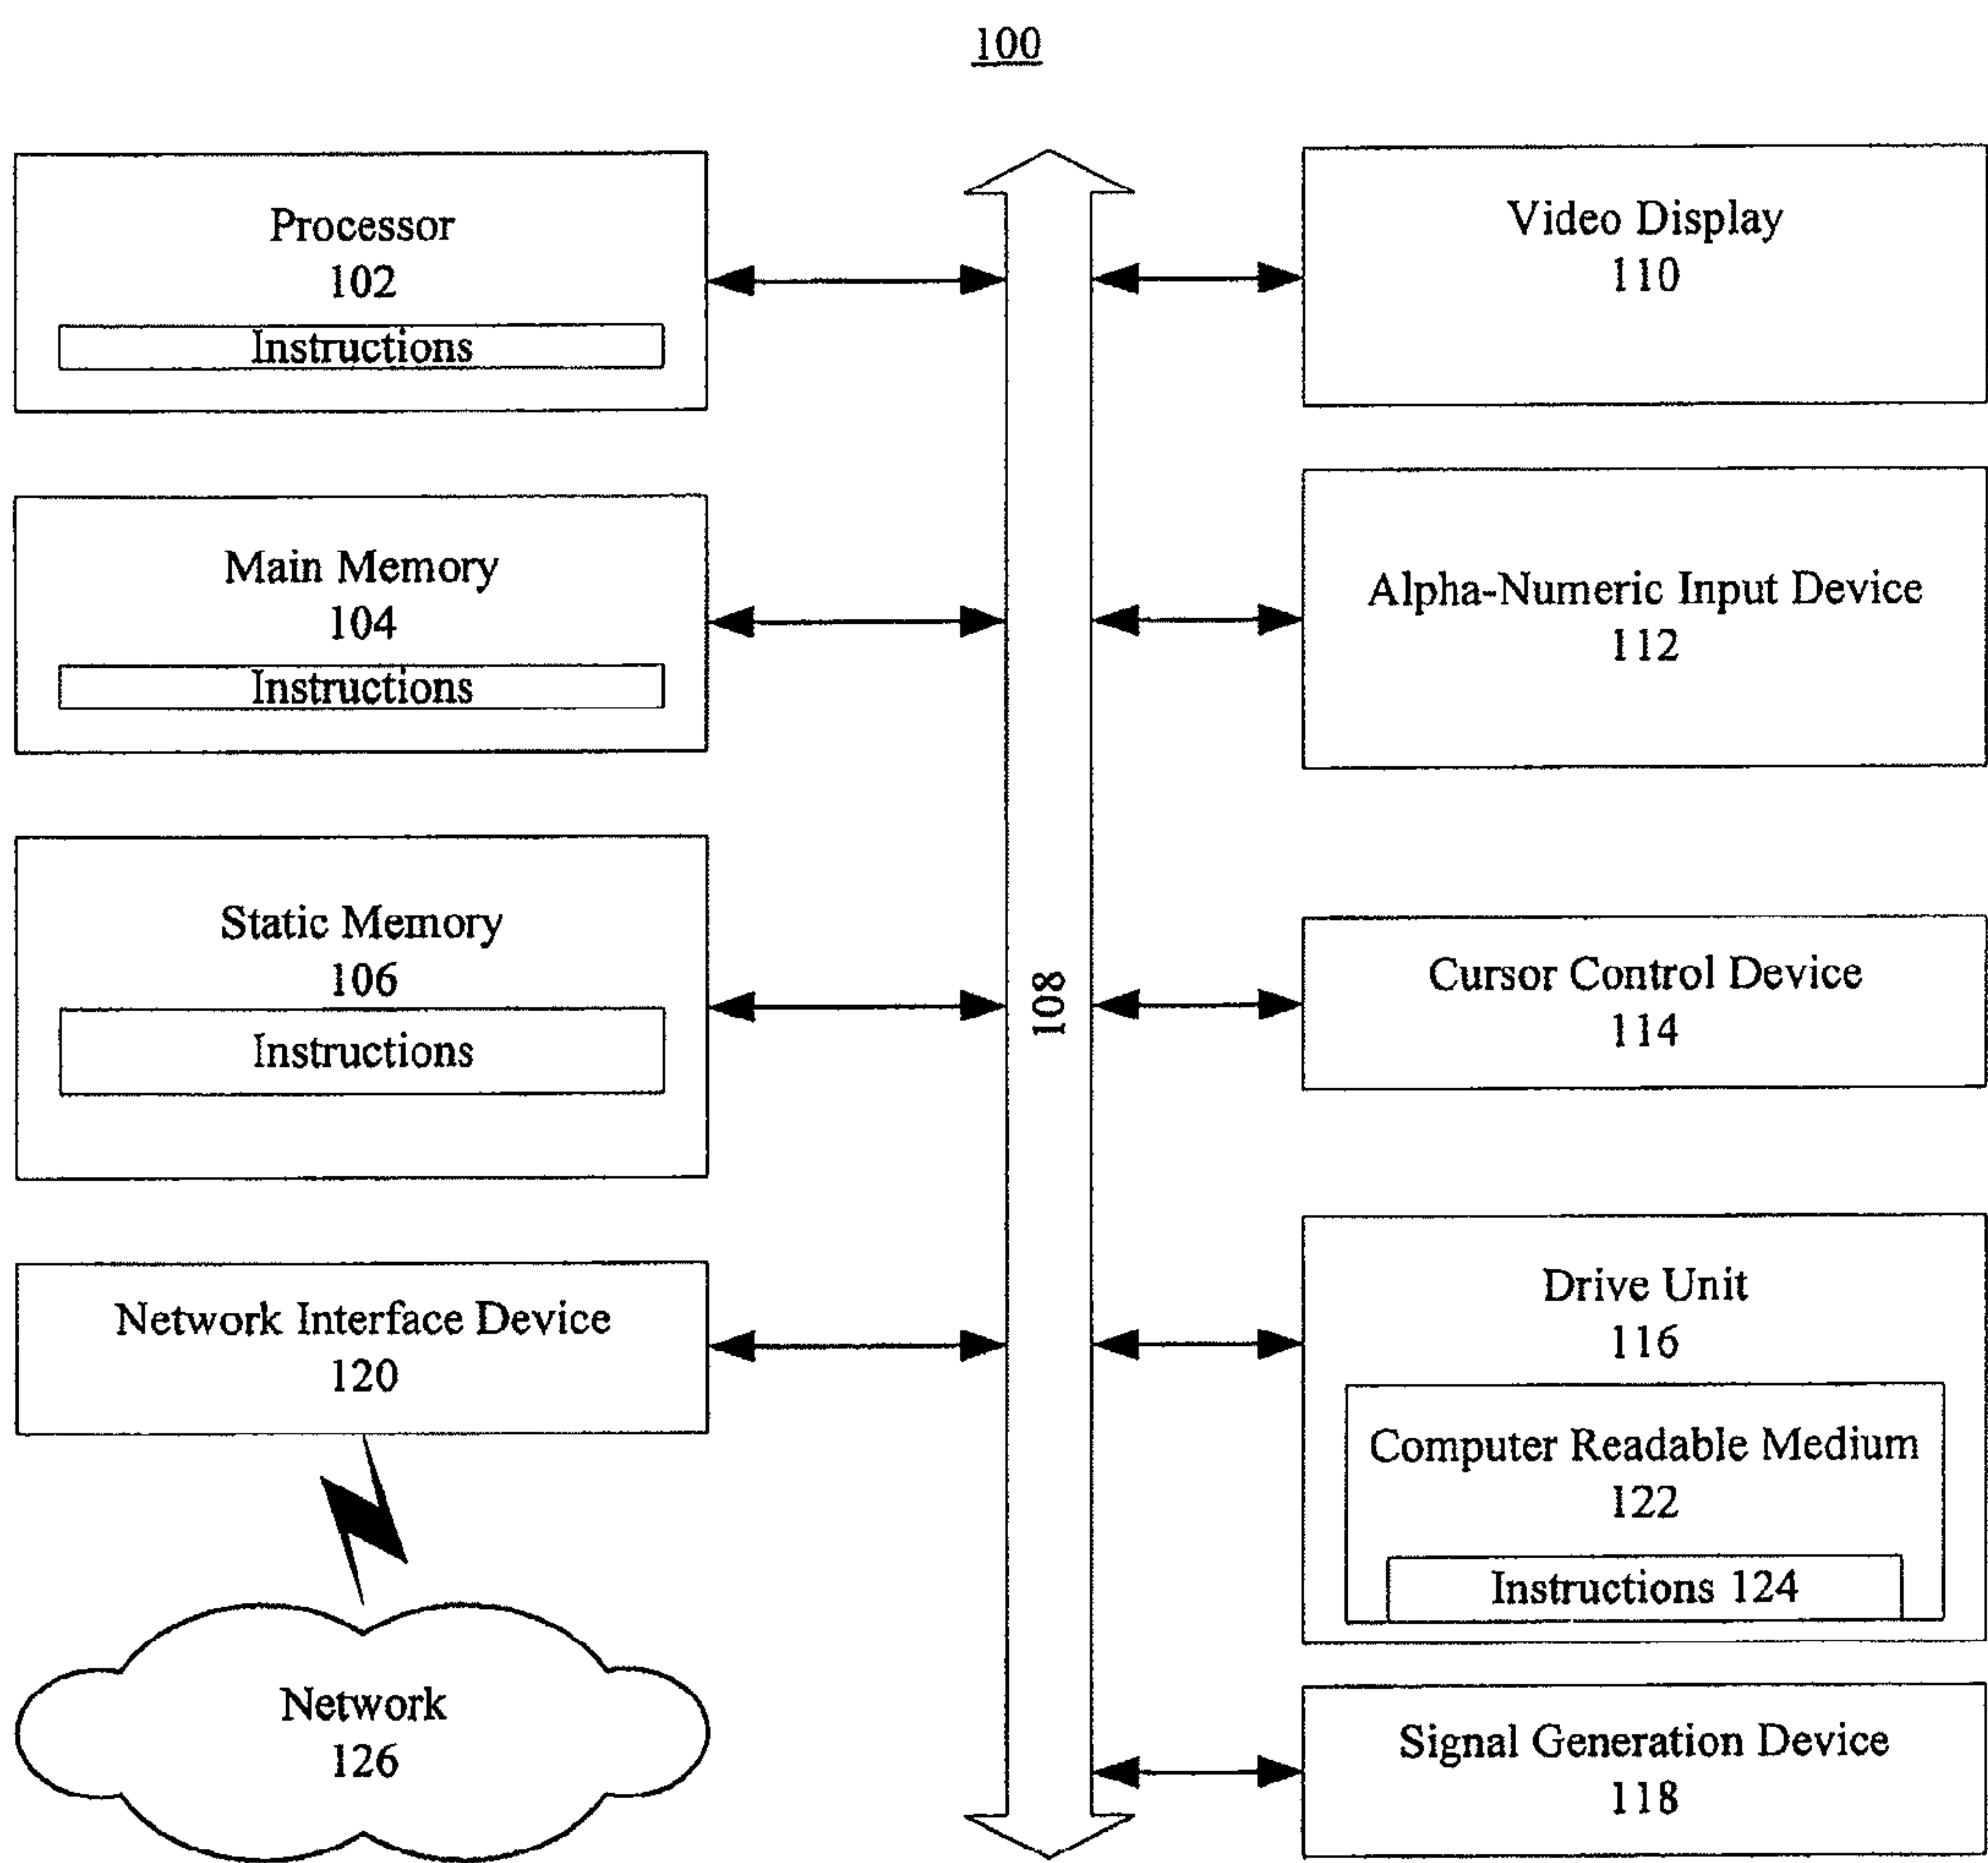 100
Processor
102
Instructions
Main Memory
104
Instructions
Static Memory
106
Instructions
Network Interface Device
120
Network
126
108
Video Display
110
Alpha-Numeric Input Device
112
Cursor Control Device
114
Drive Unit
116
Computer Readable Medium
122
Instructions 124
Signal Generation Device
118